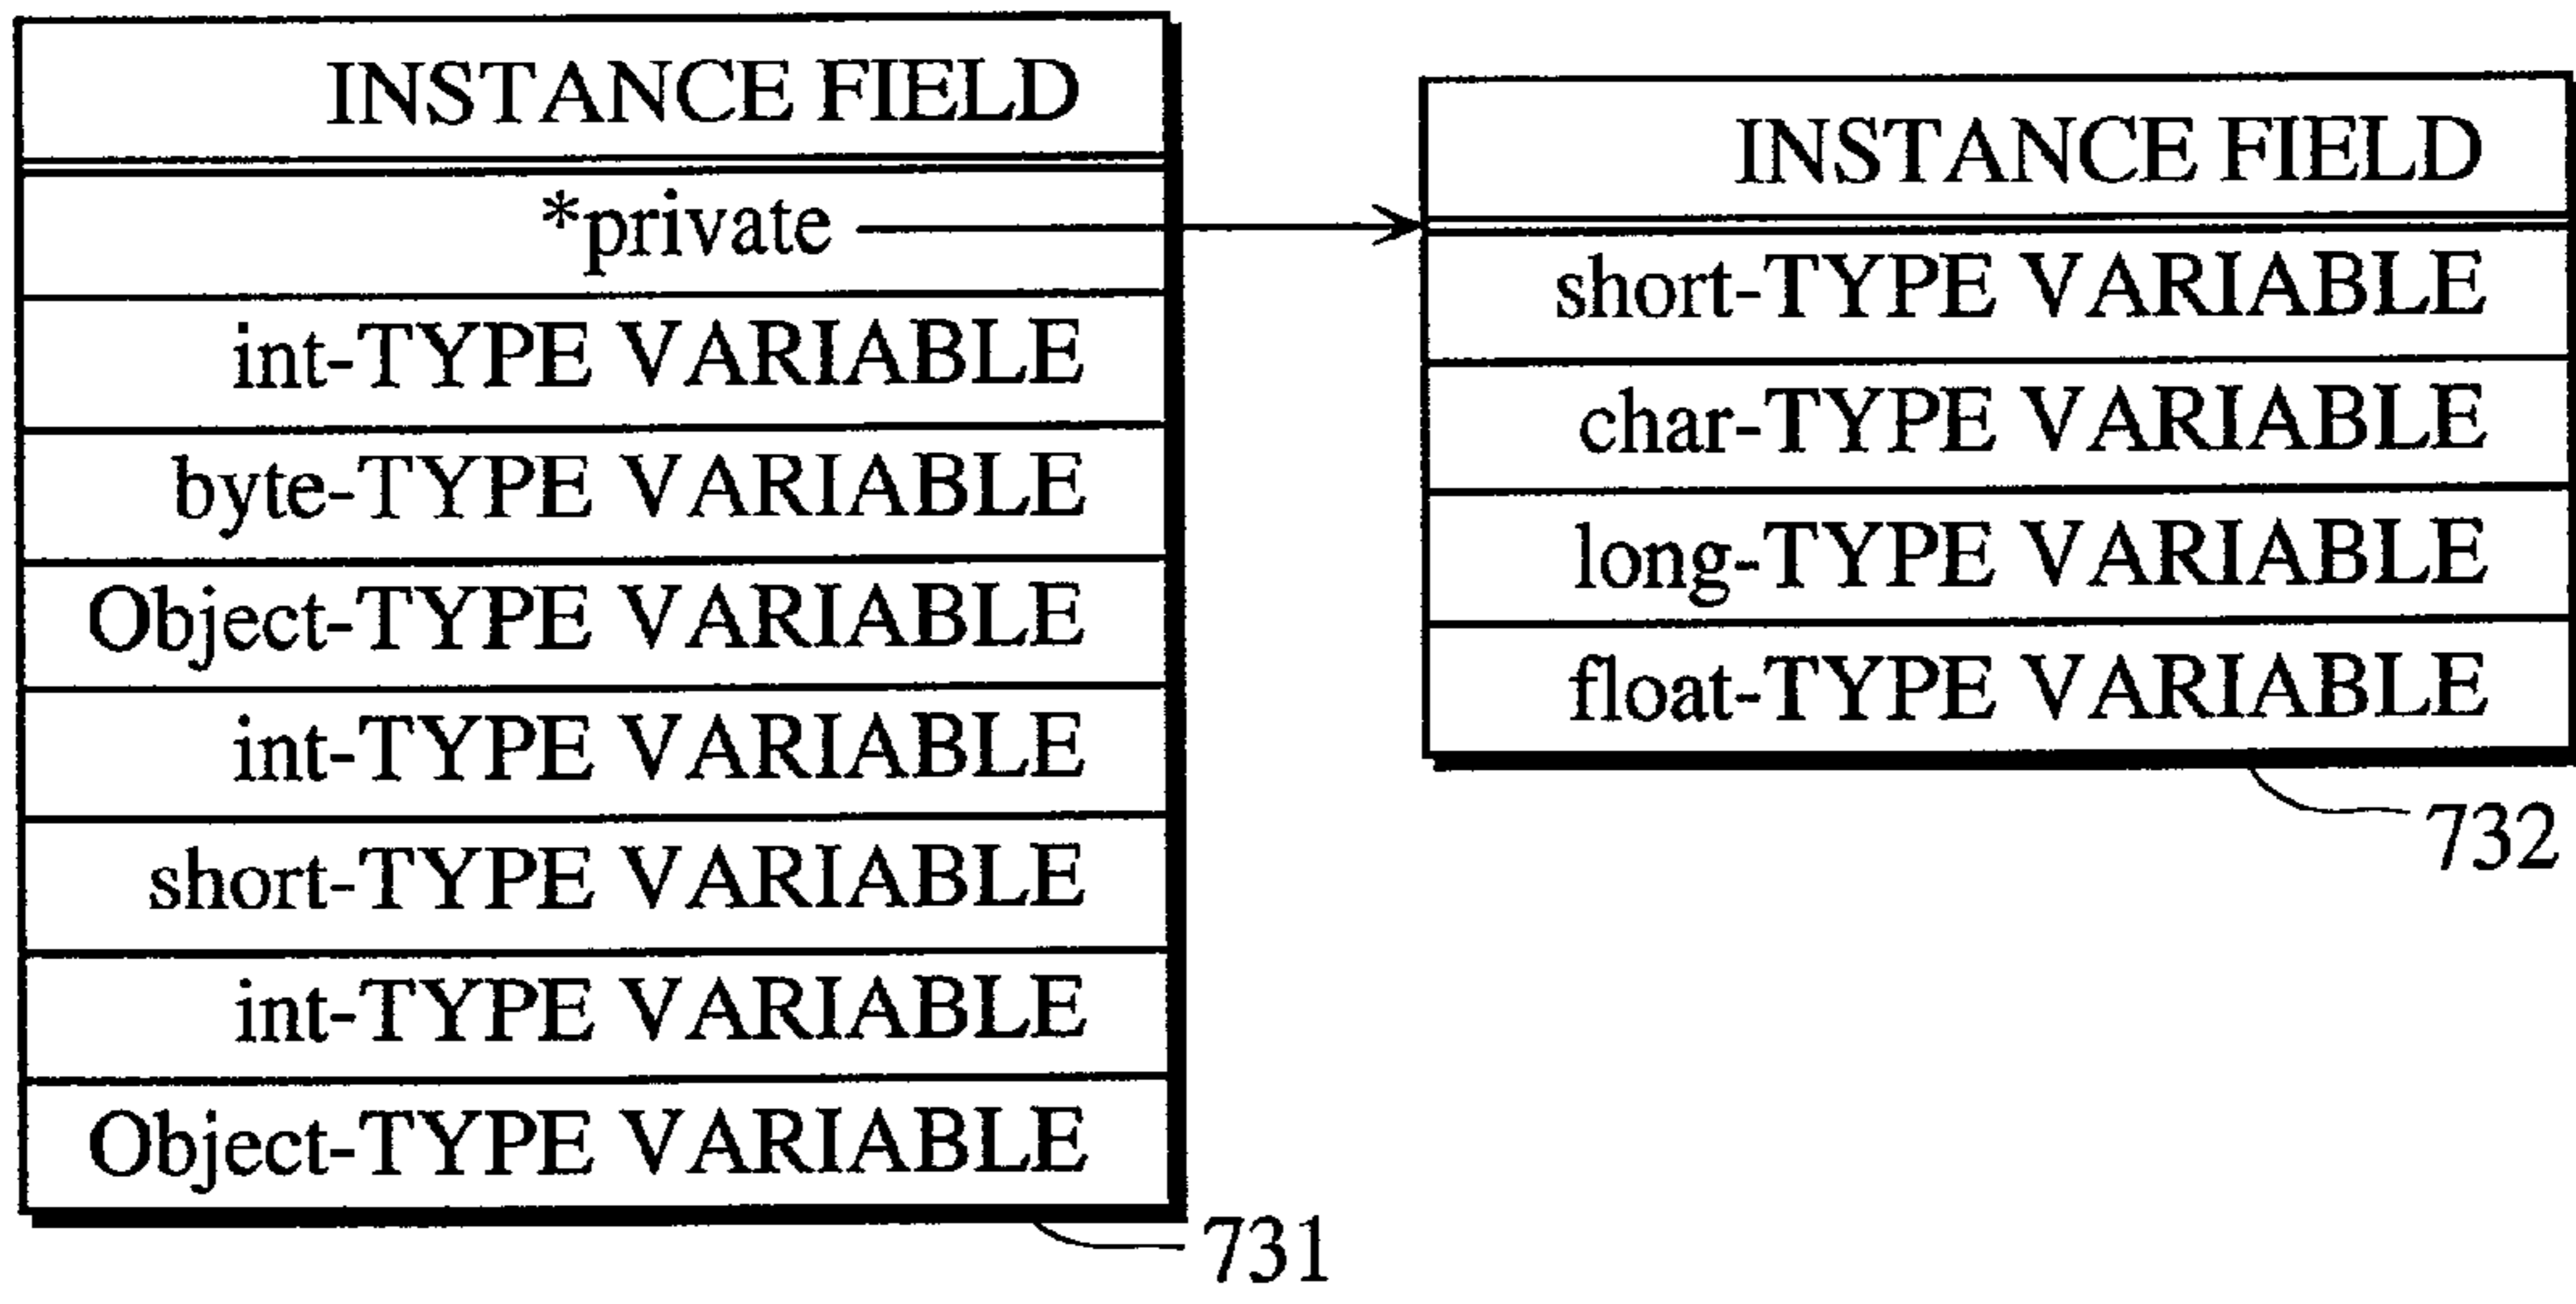 INSTANCE FIELD
*private
int-TYPE VARIABLE
byte-TYPE VARIABLE
Object-TYPE VARIABLE
int-TYPE VARIABLE
short-TYPE VARIABLE
int-TYPE VARIABLE
Object-TYPE VARIABLE
731
INSTANCE FIELD
short-TYPE VARIABLE
char-TYPE VARIABLE
long-TYPE VARIABLE
float-TYPE VARIABLE
732